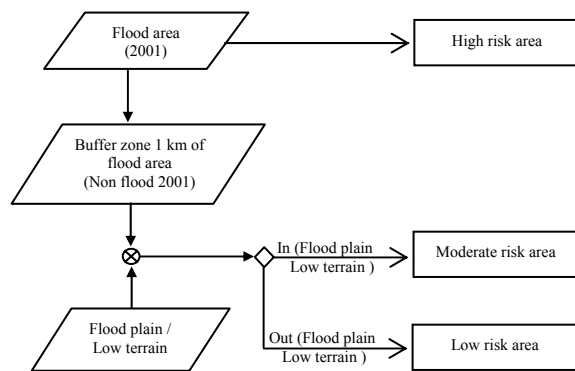 Flood area
(2001)
High risk area
Buffer zone 1 km of
flood area
(Non flood 2001)
In (Flood plain
Low terrain )
Moderate risk area
Flood plain /
Low terrain
Out (Flood plain
Low terrain )
Low risk area